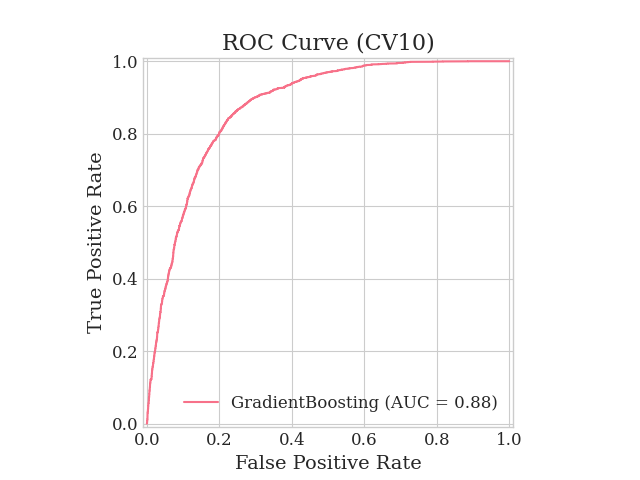 ROC Curve (CV10)
True Positive Rate
1.0
0.8
0.6
0.4
0.2
0.0
GradientBoosting (AUC = 0.88)
0.0 0.2 0.4 0.6 0.8 1.0
False Positive Rate